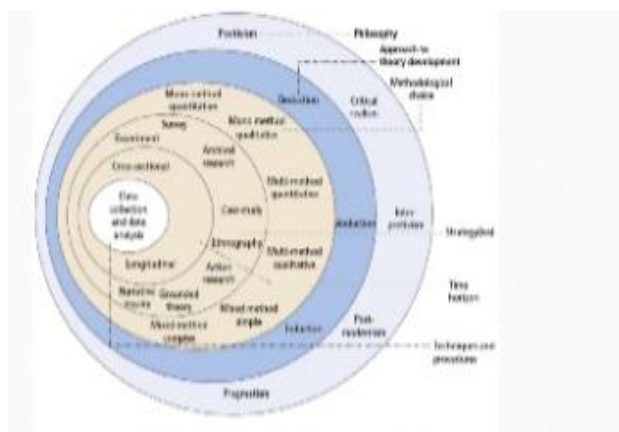 Positivism
Philosophy
Approach to
theory development
Methodological
choice
Mono method
quantitative
Deduction
Critical
realism
Survey
Mono method
qualitative
Experiment
Archival
research
Cross-sectional
Multi-method
quantitative
Data
collection
and data
analysis
Case study
Abduction
Inter-
pretivism
Strategy(ies)
Ethnography
Multi-method
qualitative
Longitudinal
Action
research
Time
horizon
Narrative
inquiry
Grounded
theory
Mixed method
simple
Mixed method
complex
Induction
Post-
modernism
Techniques and
procedures
Pragmatism